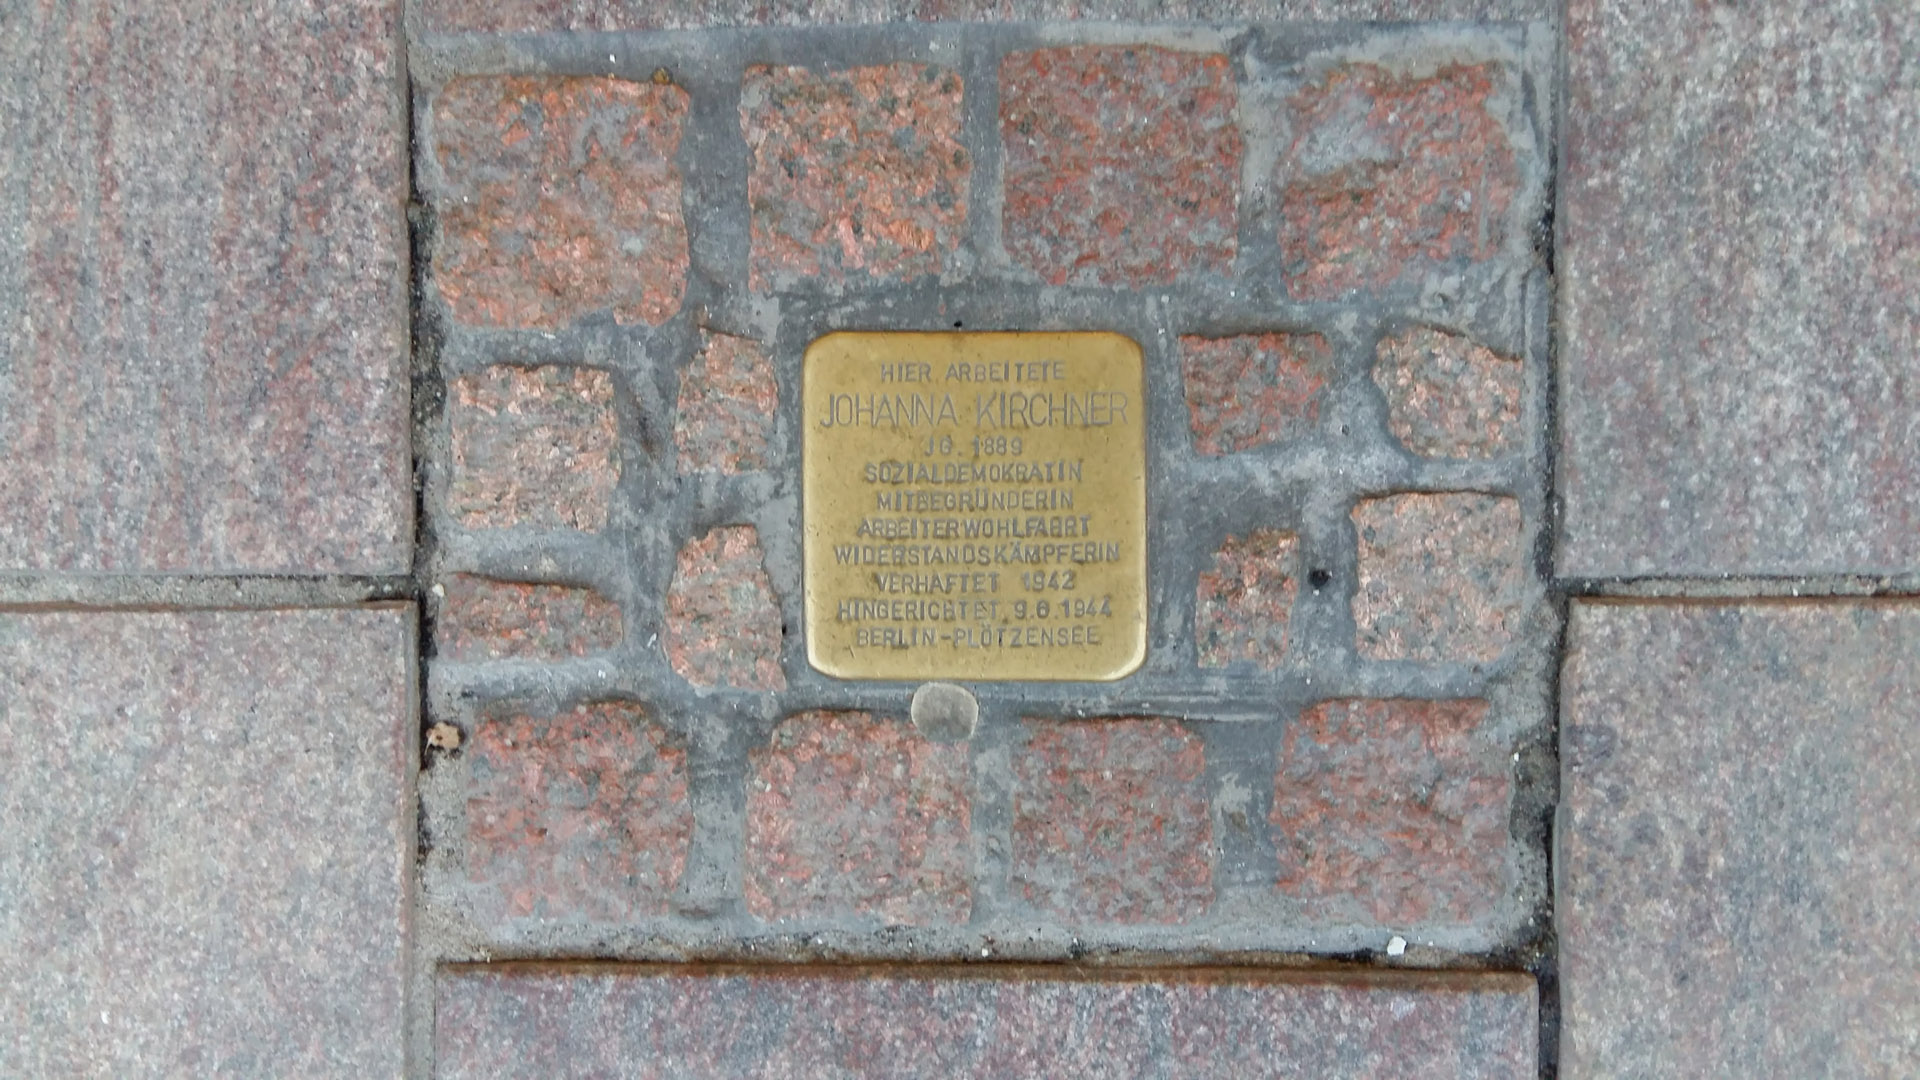 HIER ARBEITETE
JOHANNA KIRCHNER
JG. 1889
SOZIALDEMOKRATIN
MITBEGRÜNDERIN
ARBEITERWOHLFAHRT
WIDERSTANDSKÄMPFERIN
VERHAFTET 1942
HINGERICHTET 9.6.1944
BERLIN-PLÖTZENSEE